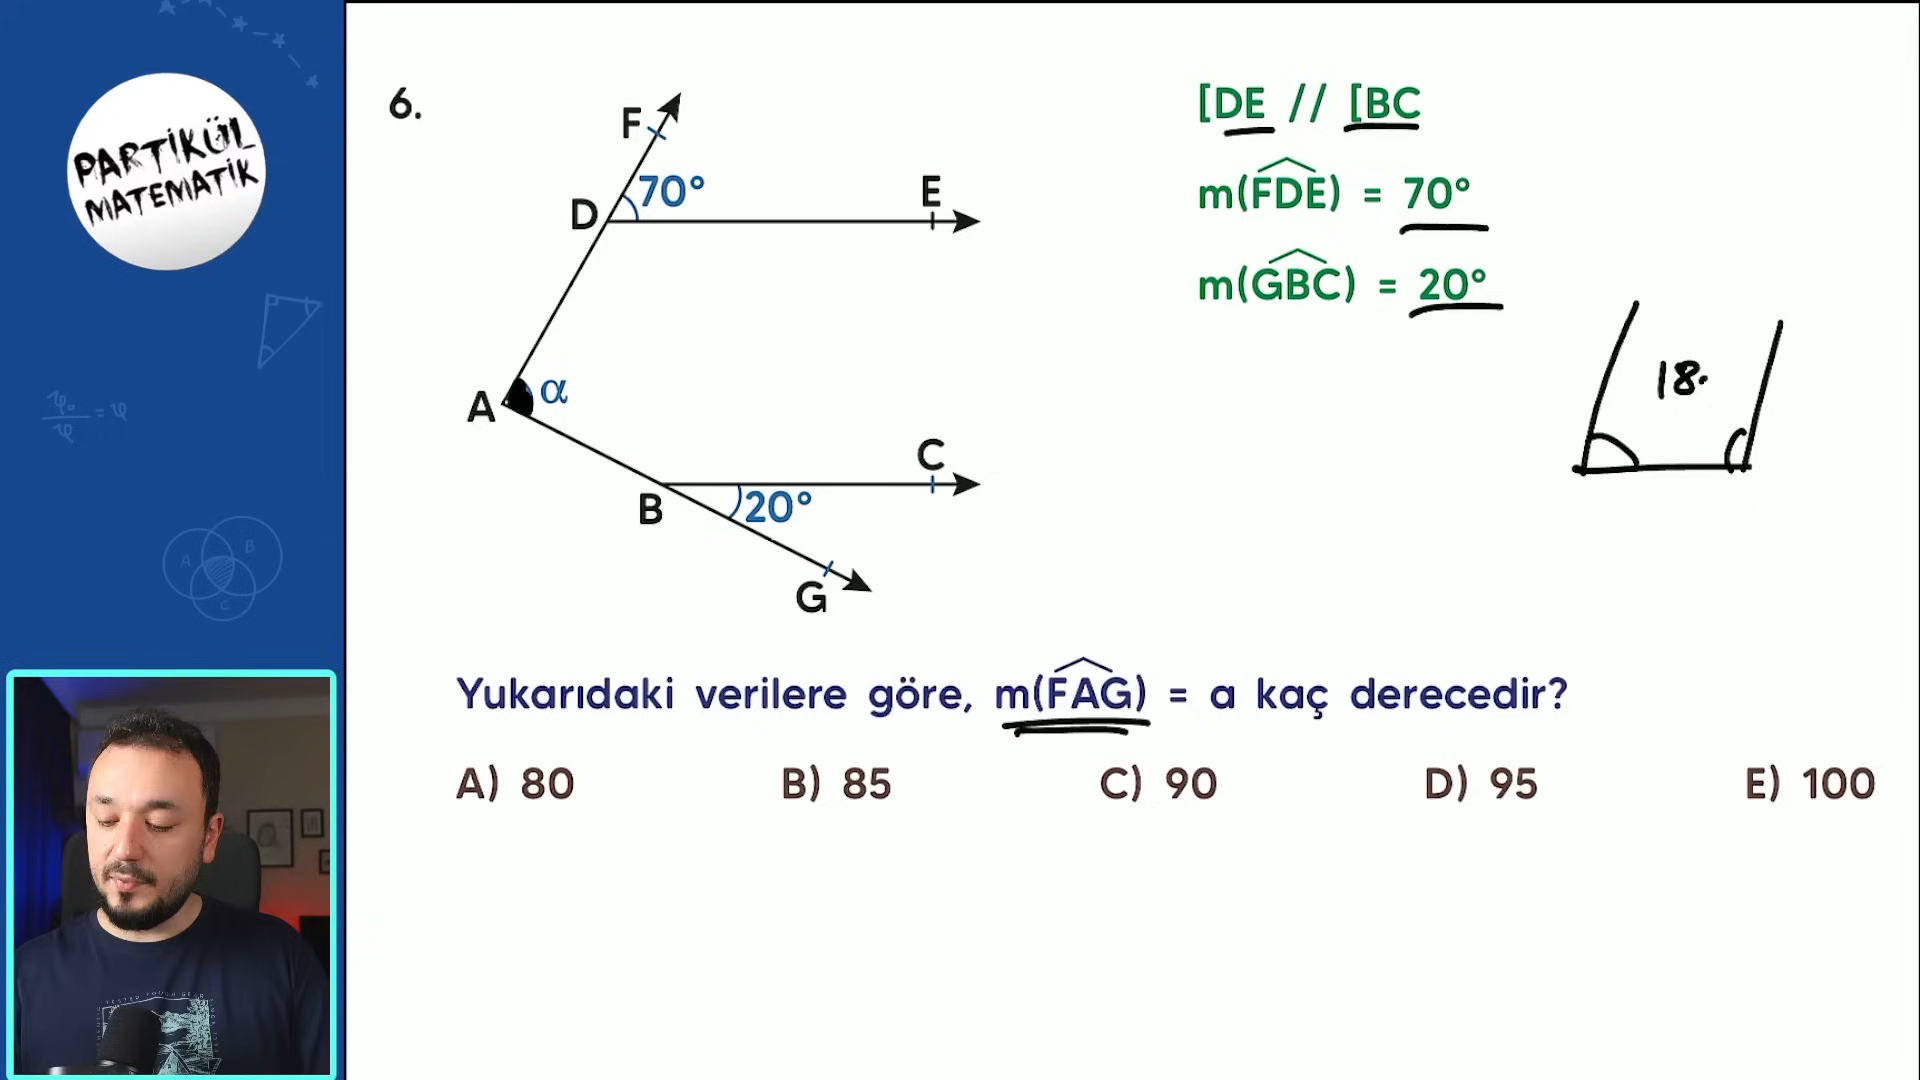 PARTİKÜL
MATEMATİK
6.
F
70°
D
E
A
α
C
B
20°
G
[DE // [BC
m(FDE) = 70°
m(GBC) = 20°
18.
Yukarıdaki verilere göre, m(FAG) = a kaç derecedir?
A) 80 B) 85 C) 90 D) 95 E) 100
A
B
C